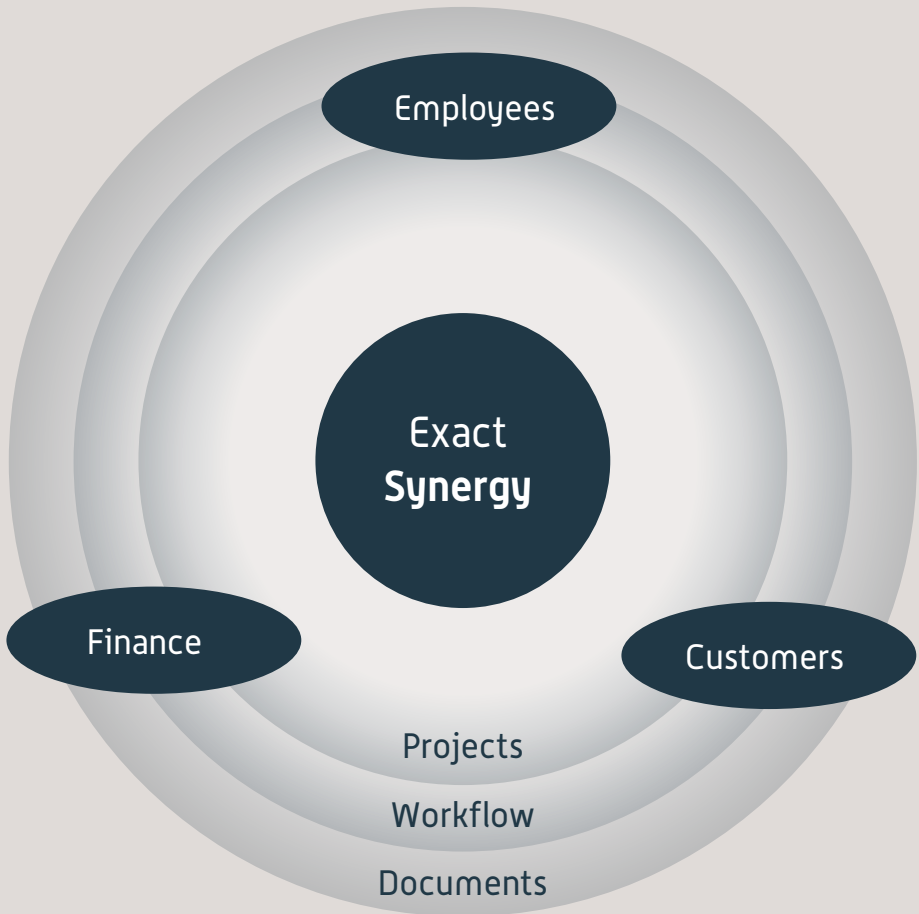 Employees
Exact
Synergy
Finance
Customers
Projects
Workflow
Documents